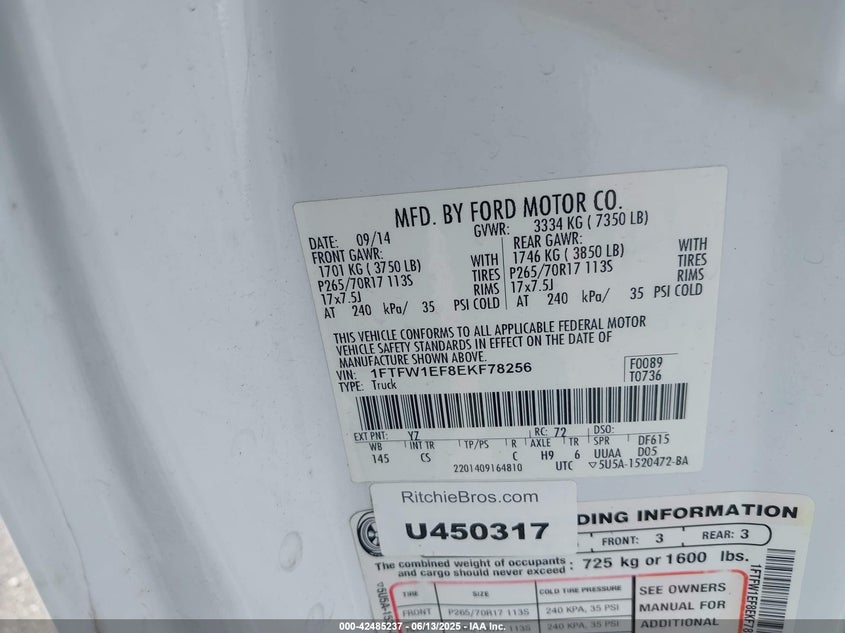 MFD. BY FORD MOTOR CO.
DATE: 09/14 GVWR: 3334 KG ( 7350 LB)
FRONT GAWR: REAR GAWR:
1701 KG ( 3750 LB) WITH 1746 KG ( 3850 LB) WITH
P265/70R17 113S TIRES P265/70R17 113S TIRES
17x7.5J RIMS 17x7.5J RIMS
AT 240 kPa/ 35 PSI COLD AT 240 kPa/ 35 PSI COLD
THIS VEHICLE CONFORMS TO ALL APPLICABLE FEDERAL MOTOR
VEHICLE SAFETY STANDARDS IN EFFECT ON THE DATE OF
MANUFACTURE SHOWN ABOVE.
VIN: 1FTFW1EF8EKF78256 F0089
TYPE: Truck T0736
EXT PNT: YZ RC: 72 DSO:
WB INT TR TP/PS R AXLE TR SPR DF615
145 CS C H9 6 UUAA D05
2201409164810 UTC ▽5U5A-1520472-BA
RitchieBros.com
U450317
DING INFORMATION
FRONT: 3 REAR: 3
The combined weight of occupants and cargo should never exceed: 725 kg or 1600 lbs.
TIRE SIZE COLD TIRE PRESSURE SEE OWNERS
FRONT P265/70R17 113S 240 KPA, 35 PSI MANUAL FOR
ADDITIONAL
000-42485237 - 06/13/2025 - IAANS